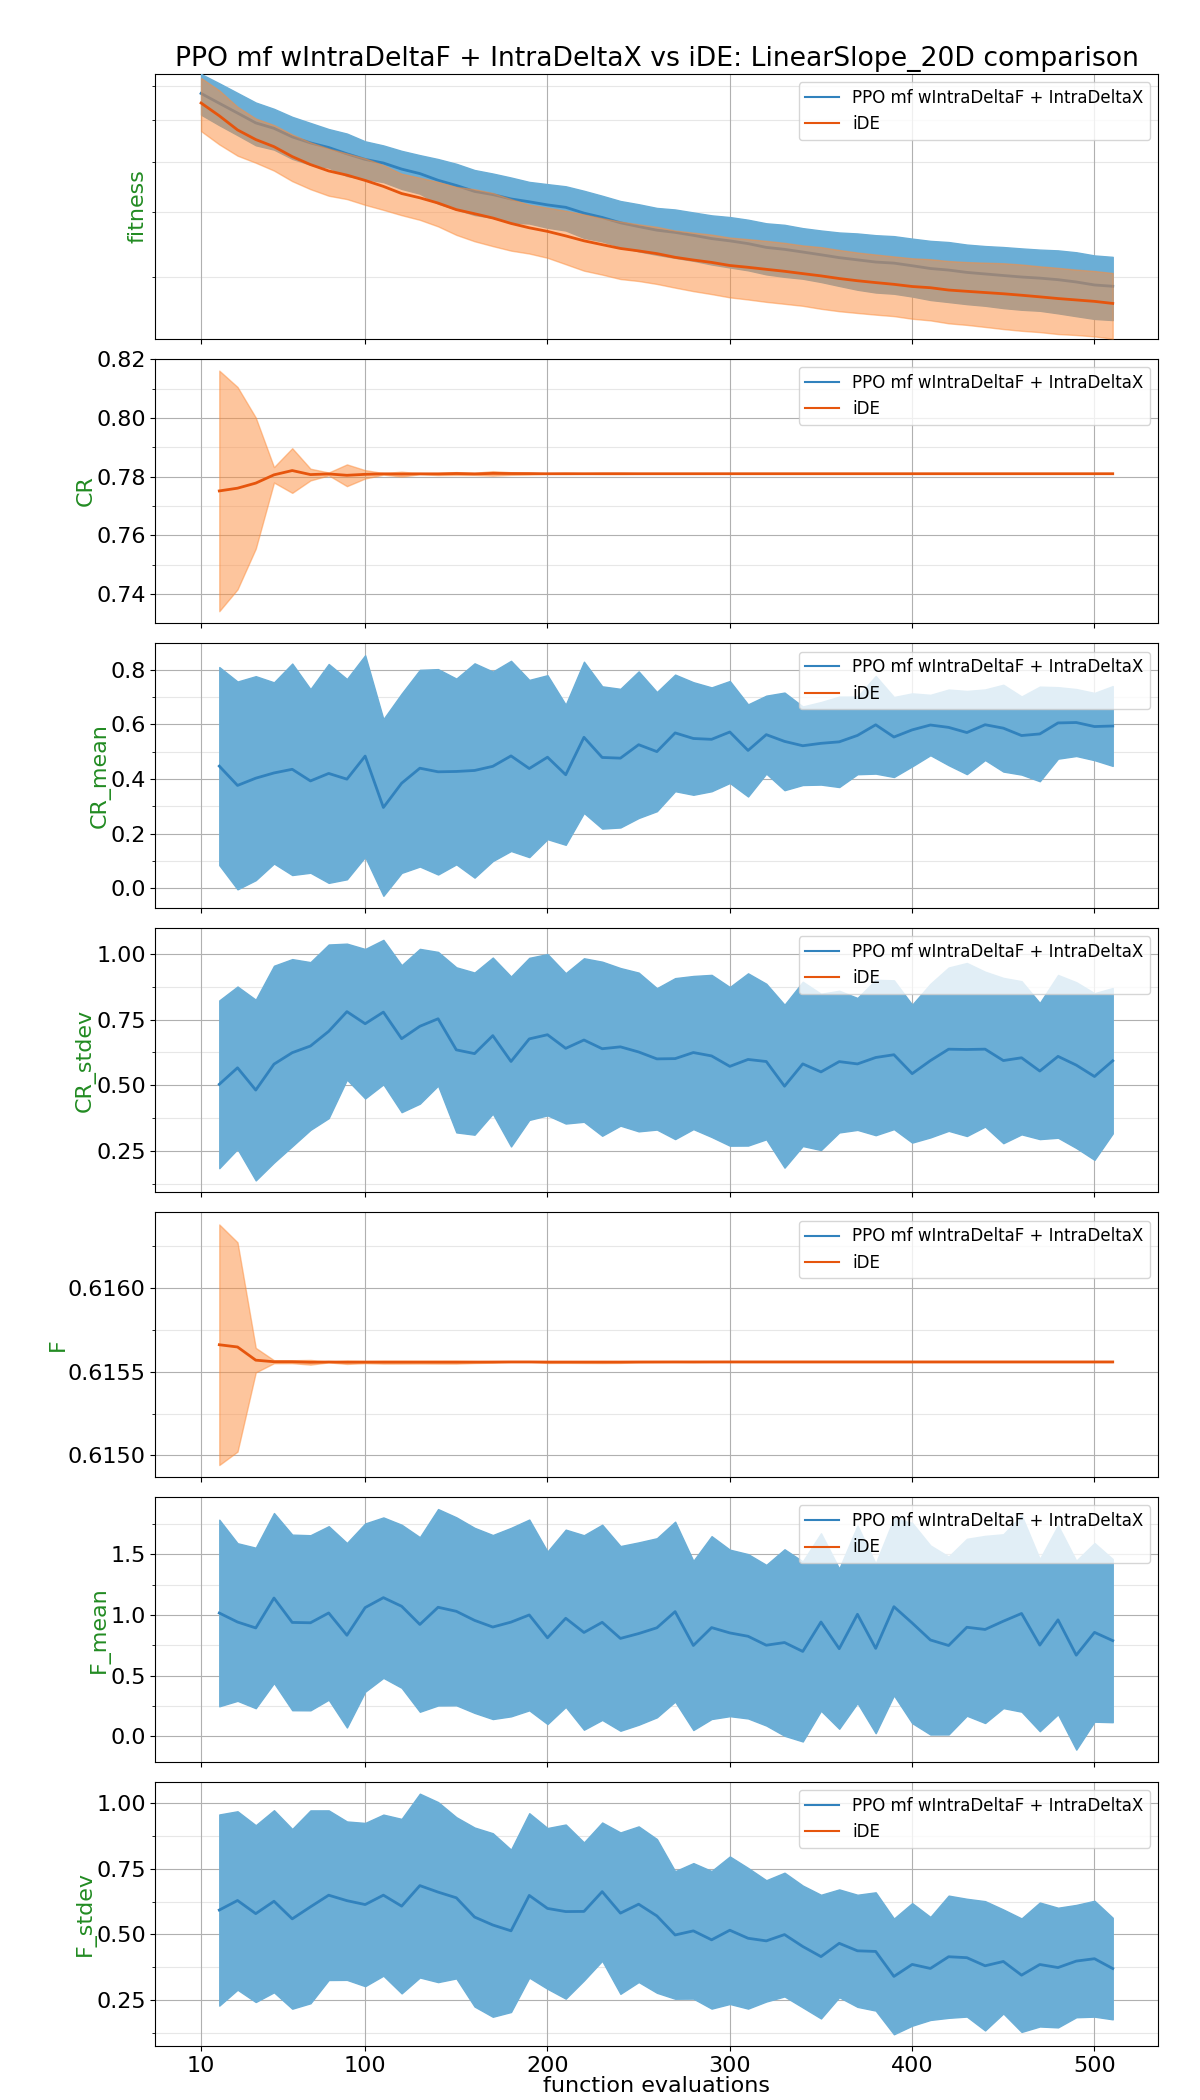 PPO mf wIntraDeltaF + IntraDeltaX vs iDE: LinearSlope_20D comparison
fitness
PPO mf wIntraDeltaF + IntraDeltaX
iDE
CR
0.82
0.80
0.78
0.76
0.74
PPO mf wIntraDeltaF + IntraDeltaX
iDE
CR_mean
0.8
0.6
0.4
0.2
0.0
PPO mf wIntraDeltaF + IntraDeltaX
iDE
CR_stdev
1.00
0.75
0.50
0.25
PPO mf wIntraDeltaF + IntraDeltaX
iDE
F
0.6160
0.6155
0.6150
PPO mf wIntraDeltaF + IntraDeltaX
iDE
F_mean
1.5
1.0
0.5
0.0
PPO mf wIntraDeltaF + IntraDeltaX
iDE
F_stdev
1.00
0.75
0.50
0.25
PPO mf wIntraDeltaF + IntraDeltaX
iDE
10 100 200 300 400 500
function evaluations